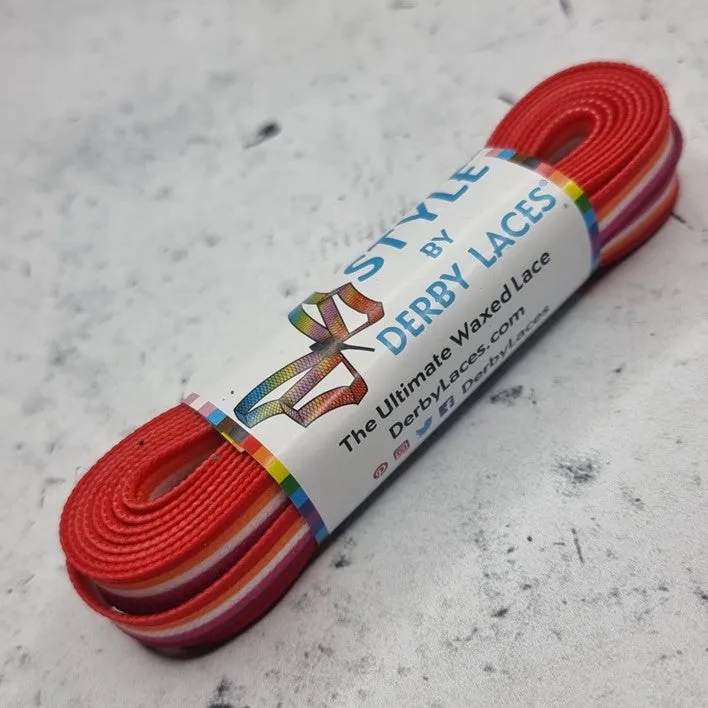 STYLE
BY
DERBY LACES®
The Ultimate Waxed Lace
DerbyLaces.com
DerbyLaces